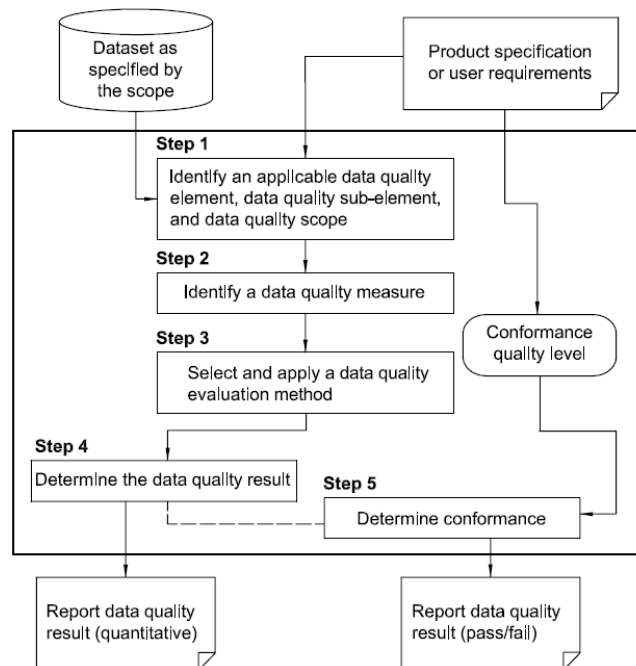 Dataset as
specified by
the scope
Product specification
or user requirements
Step 1
Identify an applicable data quality
element, data quality sub-element,
and data quality scope
Step 2
Identify a data quality measure
Step 3
Select and apply a data quality
evaluation method
Conformance
quality level
Step 4
Determine the data quality result
Step 5
Determine conformance
Report data quality
result (quantitative)
Report data quality
result (pass/fail)